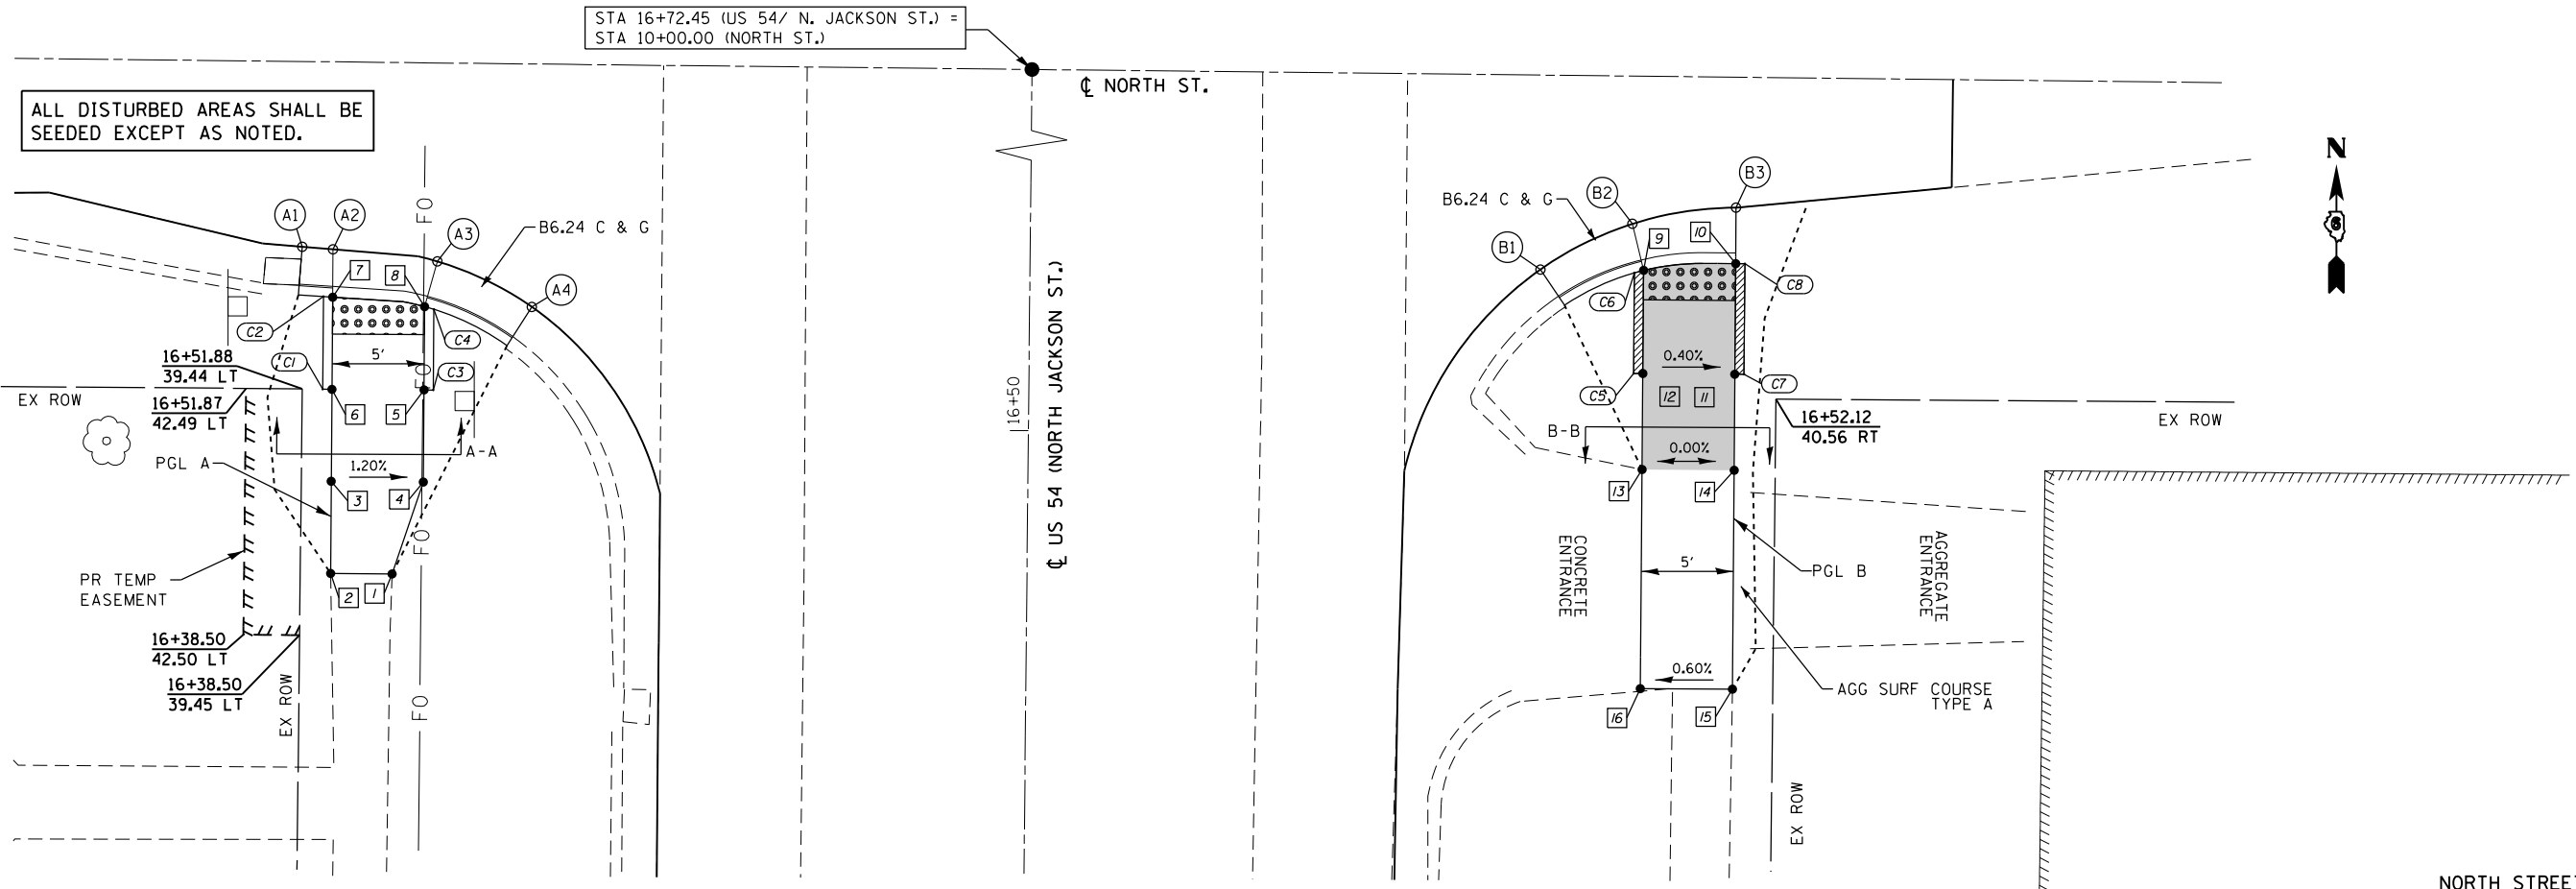 STA 16+72.45 (US 54/ N. JACKSON ST.) =
STA 10+00.00 (NORTH ST.)
℄ NORTH ST.
ALL DISTURBED AREAS SHALL BE
SEEDED EXCEPT AS NOTED.
N
6
A1
A2
A3
A4
FO
B6.24 C & G
B1
B2
B3
B6.24 C & G
7
8
9
10
C2
C4
C6
C8
C1
C3
5'
FO
16+51.88
39.44 LT
16+51.87
42.49 LT
EX ROW
6
5
A-A
PGL A
1.20%
3
4
FO
PR TEMP
EASEMENT
2
1
16+38.50
42.50 LT
16+38.50
39.45 LT
EX ROW
FO
16+50
℄ US 54 (NORTH JACKSON ST.)
0.40%
C5
C7
12
11
16+52.12
40.56 RT
EX ROW
B-B
0.00%
13
14
CONCRETE
ENTRANCE
5'
PGL B
AGGREGATE
ENTRANCE
0.60%
AGG SURF COURSE
TYPE A
16
15
EX ROW
NORTH STREE